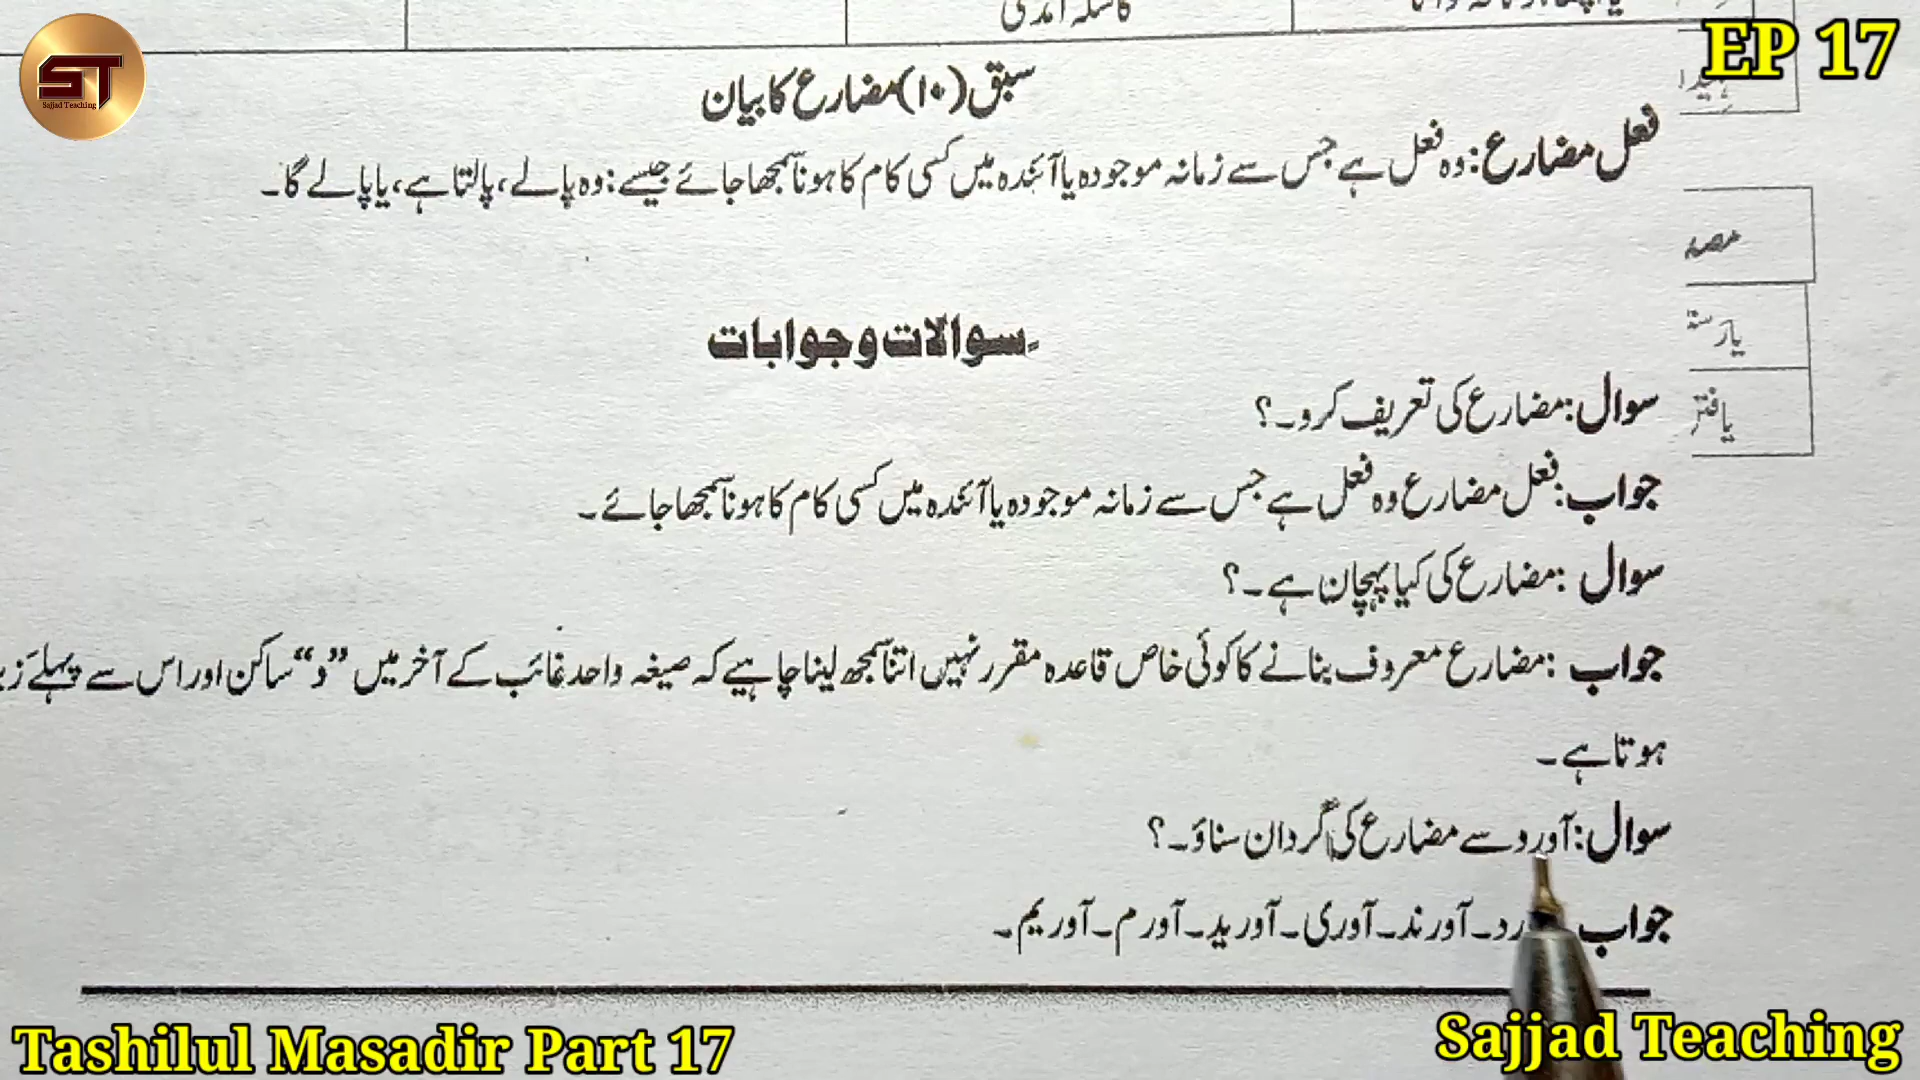 EP 17
ST
Sajjad Teaching
سبق (۱۰) مضارع کا بیان
فعل مضارع: وہ فعل ہے جس سے زمانہ موجودہ یا آئندہ میں کسی کام کا ہونا سمجھا جائے جیسے: وہ پالے، پالتا ہے، یا پالے گا۔
سوالات و جوابات
سوال: مضارع کی تعریف کرو۔؟
جواب: فعل مضارع وہ فعل ہے جس سے زمانہ موجودہ یا آئندہ میں کسی کام کا ہونا سمجھا جائے۔
سوال: مضارع کی کیا پہچان ہے۔؟
جواب: مضارع معروف بنانے کا کوئی خاص قاعدہ مقرر نہیں اتنا سمجھ لینا چاہیے کہ صیغہ واحد غائب کے آخر میں ”د“ ساکن اور اس سے پہلے
ہوتا ہے۔
سوال: آورد سے مضارع کی گردان سناؤ۔؟
جواب رد۔ آورند۔ آوری۔ آورید۔ آورم۔ آوریم۔
Tashilul Masadir Part 17
Sajjad Teaching